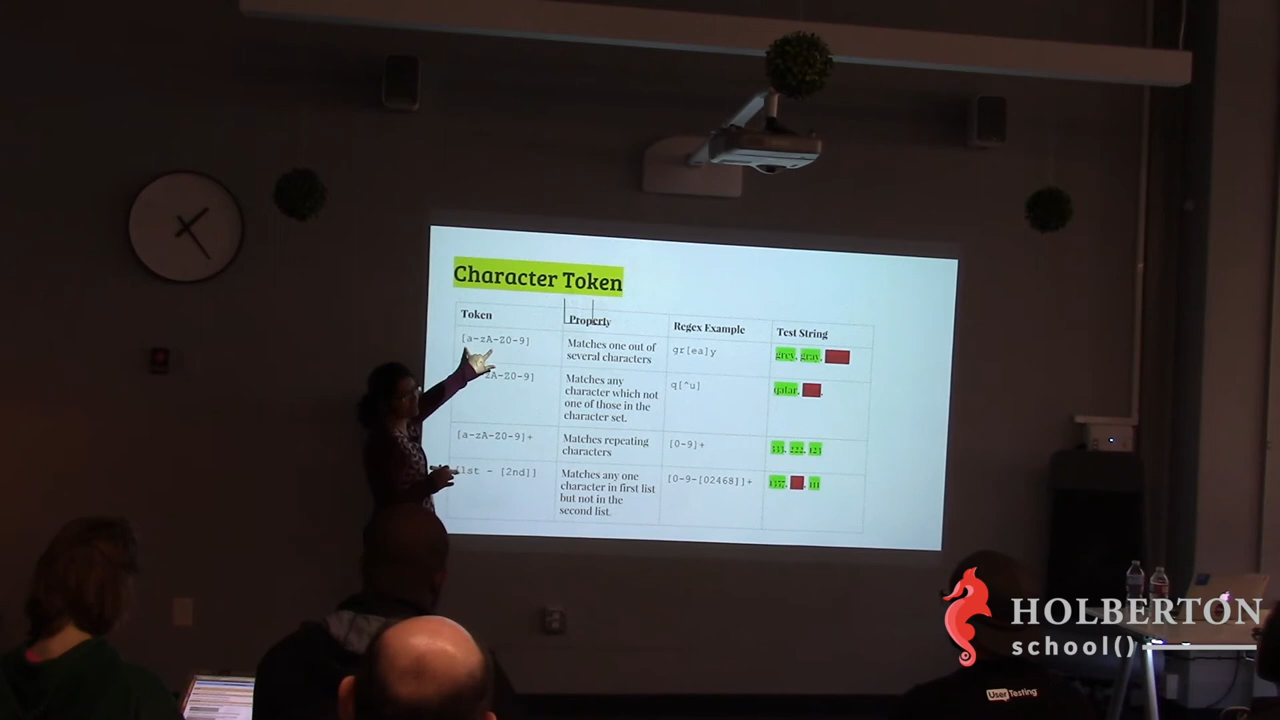 Character Token
Token
Property
Regex Example
Test String
[a-zA-Z0-9]
Matches one out of
several characters
gr[ea]y
grey, gray,
zA-Z0-9]
Matches any
character which not
one of those in the
character set.
q[^u]
qatar,
[a-zA-Z0-9]+
Matches repeating
characters
[0-9]+
333, 222, 123
[1st - [2nd]]
Matches any one
character in first list
but not in the
second list.
[0-9-[02468]]+
111
HOLBERTON
school()
UserTesting